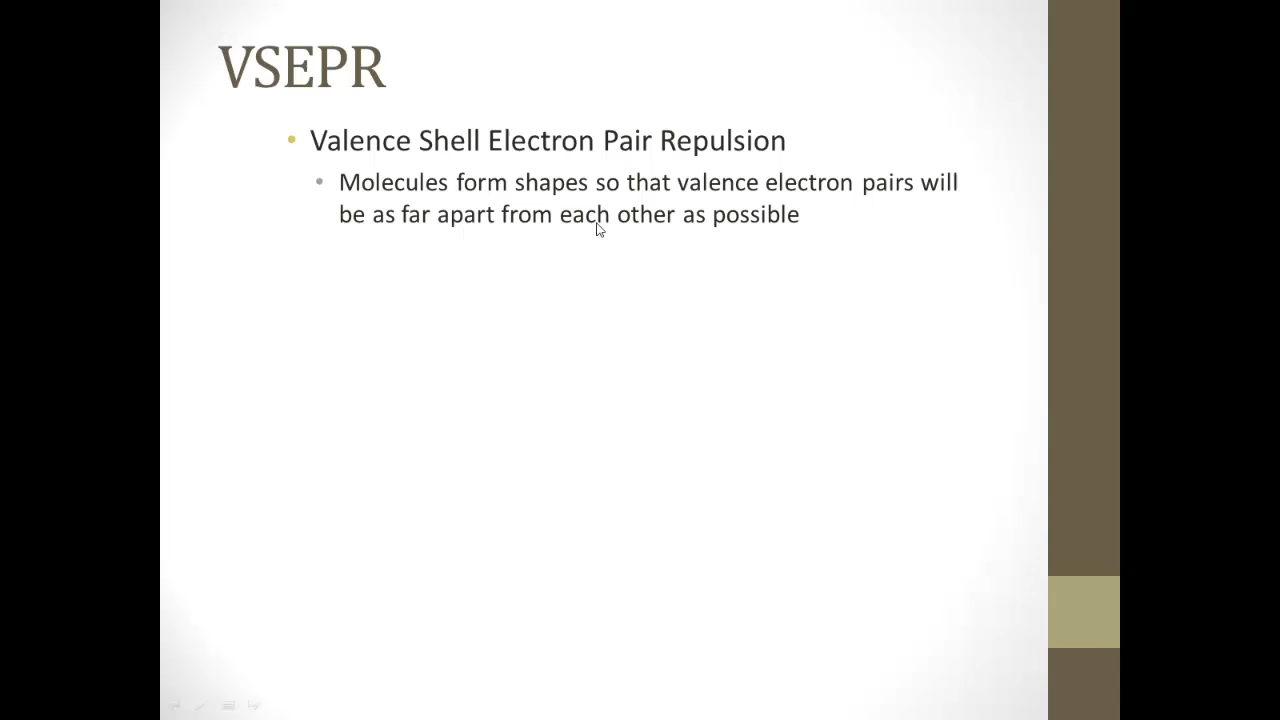 VSEPR
• Valence Shell Electron Pair Repulsion
• Molecules form shapes so that valence electron pairs will
be as far apart from each other as possible